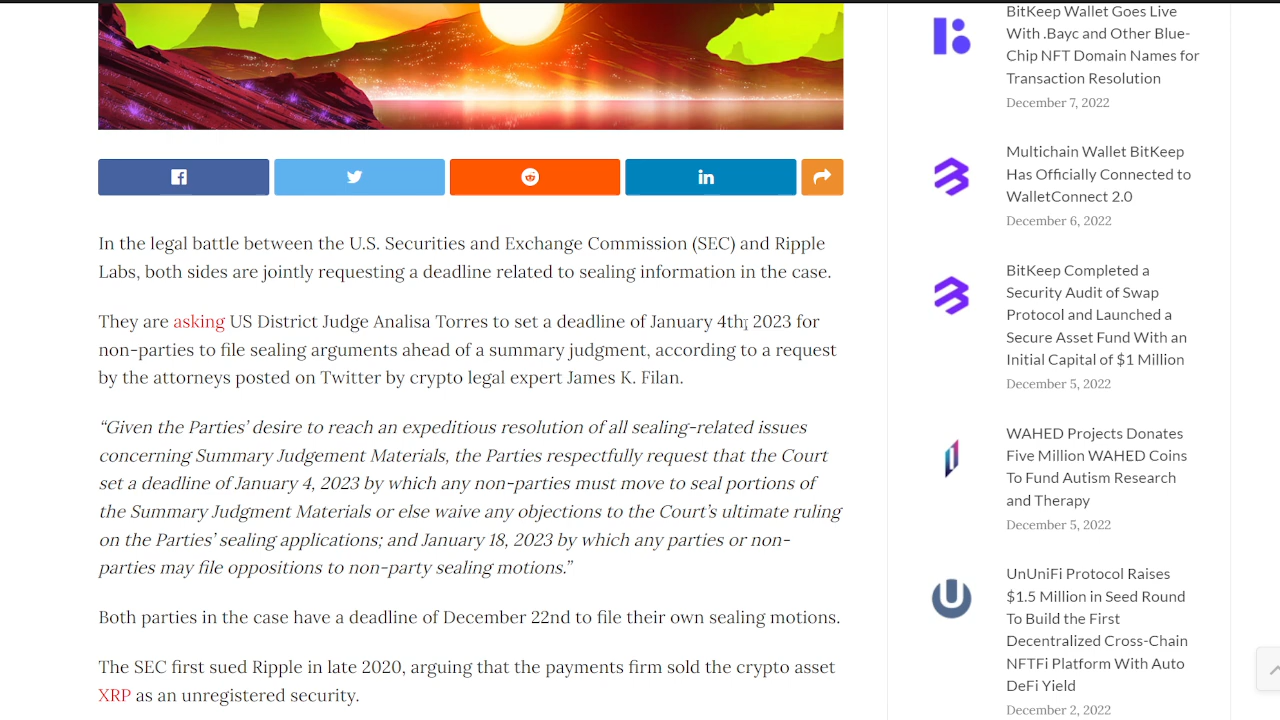 In the legal battle between the U.S. Securities and Exchange Commission (SEC) and Ripple
Labs, both sides are jointly requesting a deadline related to sealing information in the case.
They are asking US District Judge Analisa Torres to set a deadline of January 4th, 2023 for
non-parties to file sealing arguments ahead of a summary judgment, according to a request
by the attorneys posted on Twitter by crypto legal expert James K. Filan.
“Given the Parties’ desire to reach an expeditious resolution of all sealing-related issues
concerning Summary Judgement Materials, the Parties respectfully request that the Court
set a deadline of January 4, 2023 by which any non-parties must move to seal portions of
the Summary Judgment Materials or else waive any objections to the Court’s ultimate ruling
on the Parties’ sealing applications; and January 18, 2023 by which any parties or non-
parties may file oppositions to non-party sealing motions.”
Both parties in the case have a deadline of December 22nd to file their own sealing motions.
The SEC first sued Ripple in late 2020, arguing that the payments firm sold the crypto asset
XRP as an unregistered security.
BitKeep Wallet Goes Live
With .Bayc and Other Blue-
Chip NFT Domain Names for
Transaction Resolution
December 7, 2022
Multichain Wallet BitKeep
Has Officially Connected to
WalletConnect 2.0
December 6, 2022
BitKeep Completed a
Security Audit of Swap
Protocol and Launched a
Secure Asset Fund With an
Initial Capital of $1 Million
December 5, 2022
WAHED Projects Donates
Five Million WAHED Coins
To Fund Autism Research
and Therapy
December 5, 2022
UnUniFi Protocol Raises
$1.5 Million in Seed Round
To Build the First
Decentralized Cross-Chain
NFTFi Platform With Auto
DeFi Yield
December 2, 2022